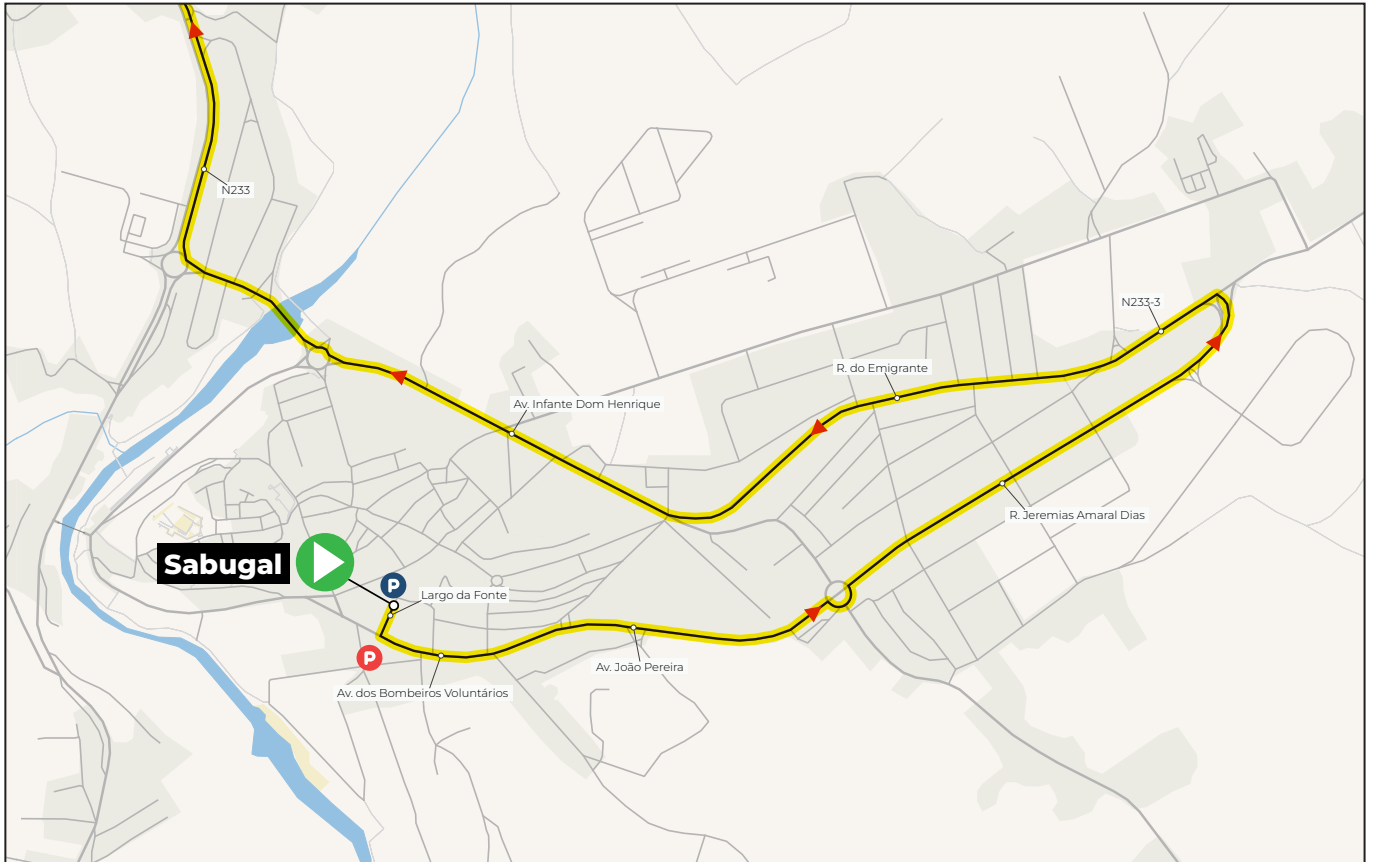 N233
N233-3
R. do Emigrante
Av. Infante Dom Henrique
R. Jeremias Amaral Dias
Sabugal
P
Largo da Fonte
P
Av. João Pereira
Av. dos Bombeiros Voluntários